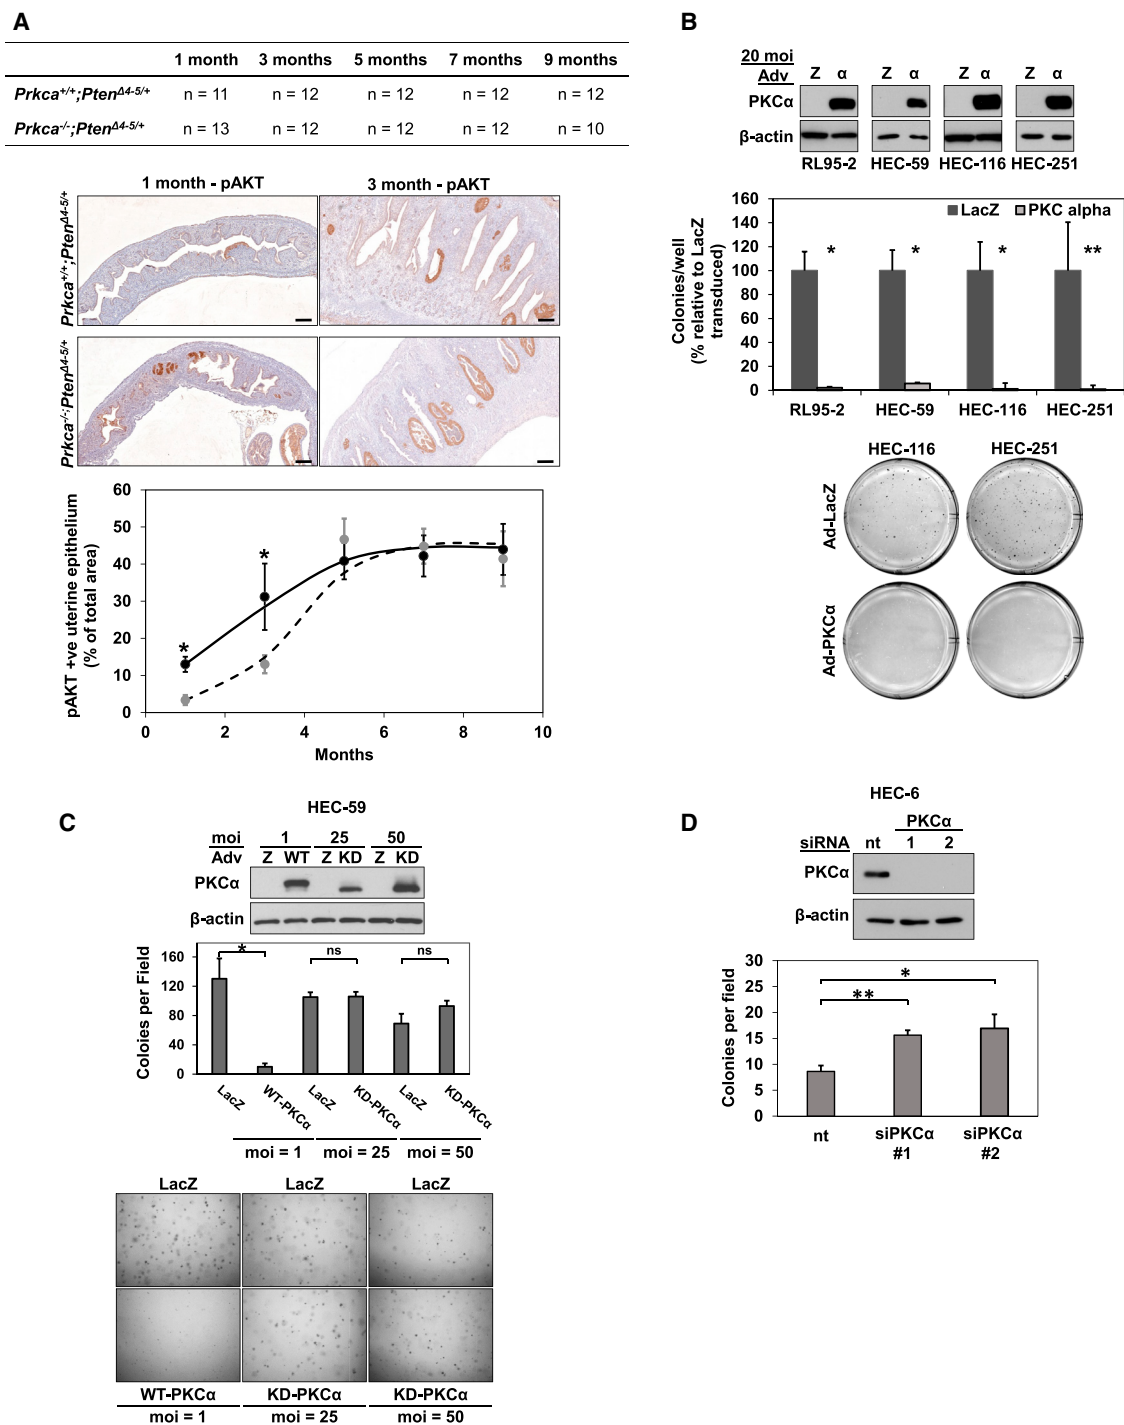 A
1 month 3 months 5 months 7 months 9 months
Prkca+/+;PtenΔ4-5/+ n = 11 n = 12 n = 12 n = 12 n = 12
Prkca-/-;PtenΔ4-5/+ n = 13 n = 12 n = 12 n = 12 n = 10
1 month - pAKT 3 month - pAKT
Prkca+/+;PtenΔ4-5/+
Prkca-/-;PtenΔ4-5/+
pAKT +ve uterine epithelium
(% of total area)
60
50
40
30
20
10
0
*
*
0 2 4 6 8 10
Months
B
20 moi
Adv Z α Z α Z α Z α
PKCα
β-actin
RL95-2 HEC-59 HEC-116 HEC-251
Colonies/well
(% relative to LacZ
transduced)
160
140
120
100
80
60
40
20
0
LacZ PKC alpha
* * * **
RL95-2 HEC-59 HEC-116 HEC-251
HEC-116 HEC-251
Ad-LacZ
Ad-PKCα
C
HEC-59
moi 1 25 50
Adv Z WT Z KD Z KD
PKCα
β-actin
Coloies per Field
160
120
80
40
0
* ns ns
LacZ WT-PKCα LacZ KD-PKCα LacZ KD-PKCα
moi = 1 moi = 25 moi = 50
LacZ LacZ LacZ
WT-PKCα KD-PKCα KD-PKCα
moi = 1 moi = 25 moi = 50
D
HEC-6
PKCα
siRNA nt 1 2
PKCα
β-actin
Colonies per field
30
25
20
15
10
5
0
*
**
nt siPKCα siPKCα
#1 #2